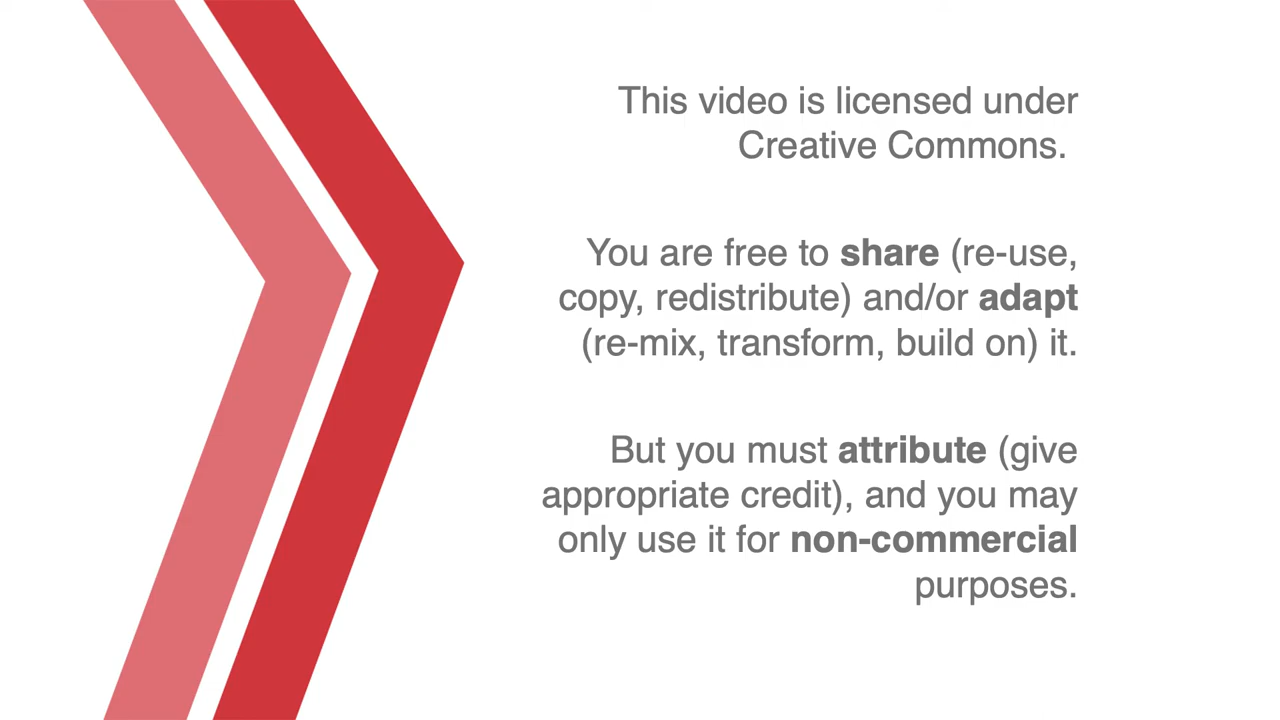 This video is licensed under
Creative Commons.
You are free to share (re-use,
copy, redistribute) and/or adapt
(re-mix, transform, build on) it.
But you must attribute (give
appropriate credit), and you may
only use it for non-commercial
purposes.